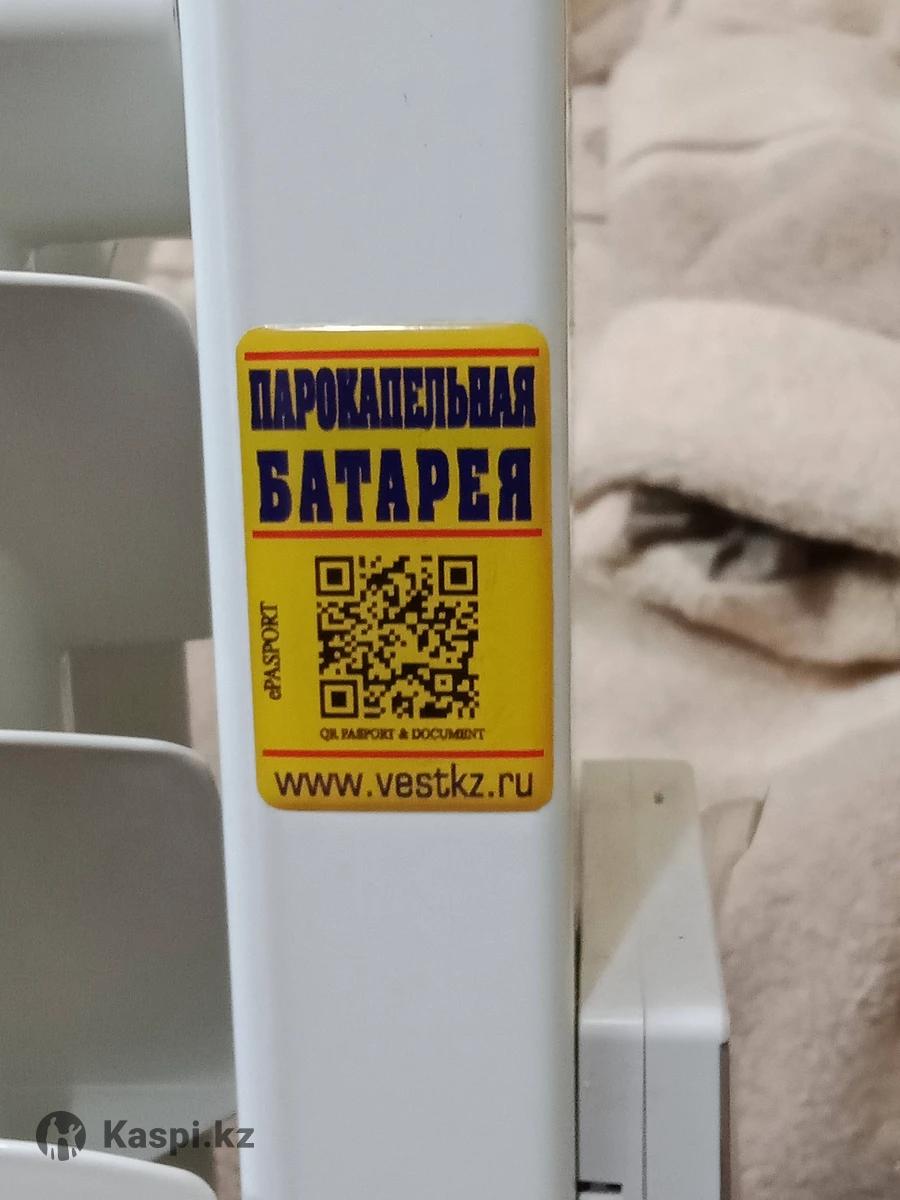 ПАРОКАПЕЛЬНАЯ
БАТАРЕЯ
ePASPORT
QR PASPORT & DOCUMENT
www.vestkz.ru
Kaspi.kz